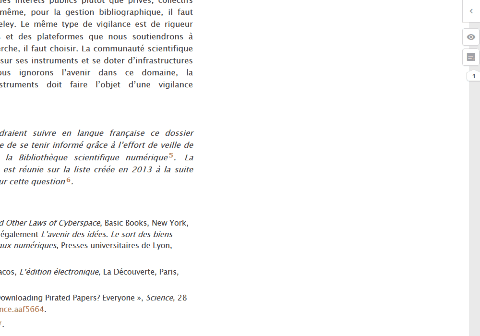 des intérêts publics plutôt que privés, collectifs
même, pour la gestion bibliographique, il faut
eley. Le même type de vigilance est de rigueur
et des plateformes que nous soutiendrons à
rche, il faut choisir. La communauté scientifique
sur ses instruments et se doter d'infrastructures
ous ignorons l'avenir dans ce domaine, la
struments doit faire l'objet d'une vigilance
draient suivre en langue française ce dossier
e de se tenir informé grâce à l'effort de veille de
la Bibliothèque scientifique numérique5. La
est réunie sur la liste créée en 2013 à la suite
ur cette question6.
d Other Laws of Cyberspace, Basic Books, New York,
également L'avenir des idées. Le sort des biens
aux numériques, Presses universitaires de Lyon,
acos, L'édition électronique, La Découverte, Paris,
Downloading Pirated Papers? Everyone », Science, 28
nce.aaf5664.
1